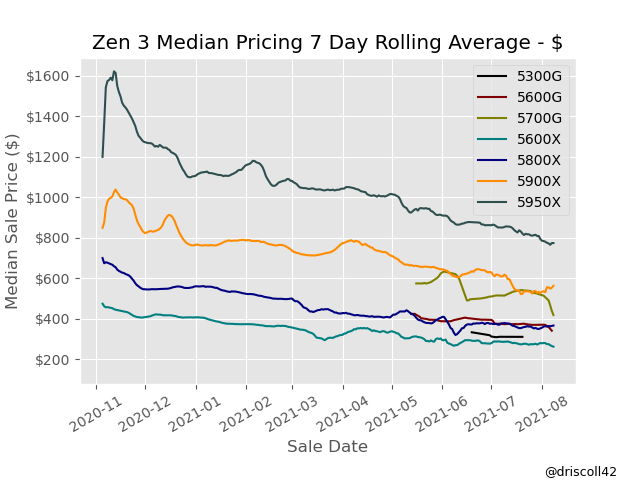 Zen 3 Median Pricing 7 Day Rolling Average - $
Median Sale Price ($)
$1600
$1400
$1200
$1000
$800
$600
$400
$200
5300G
5600G
5700G
5600X
5800X
5900X
5950X
2020-11
2020-12
2021-01
2021-02
2021-03
2021-04
2021-05
2021-06
2021-07
2021-08
Sale Date
@driscoll42